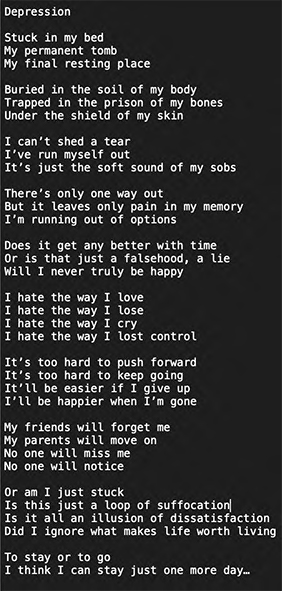 Depression
Stuck in my bed
My permanent tomb
My final resting place
Buried in the soil of my body
Trapped in the prison of my bones
Under the shield of my skin
I can't shed a tear
I've run myself out
It's just the soft sound of my sobs
There's only one way out
But it leaves only pain in my memory
I'm running out of options
Does it get any better with time
Or is that just a falsehood, a lie
Will I never truly be happy
I hate the way I love
I hate the way I lose
I hate the way I cry
I hate the way I lost control
It's too hard to push forward
It's too hard to keep going
It'll be easier if I give up
I'll be happier when I'm gone
My friends will forget me
My parents will move on
No one will miss me
No one will notice
Or am I just stuck
Is this just a loop of suffocation
Is it all an illusion of dissatisfaction
Did I ignore what makes life worth living
To stay or to go
I think I can stay just one more day…